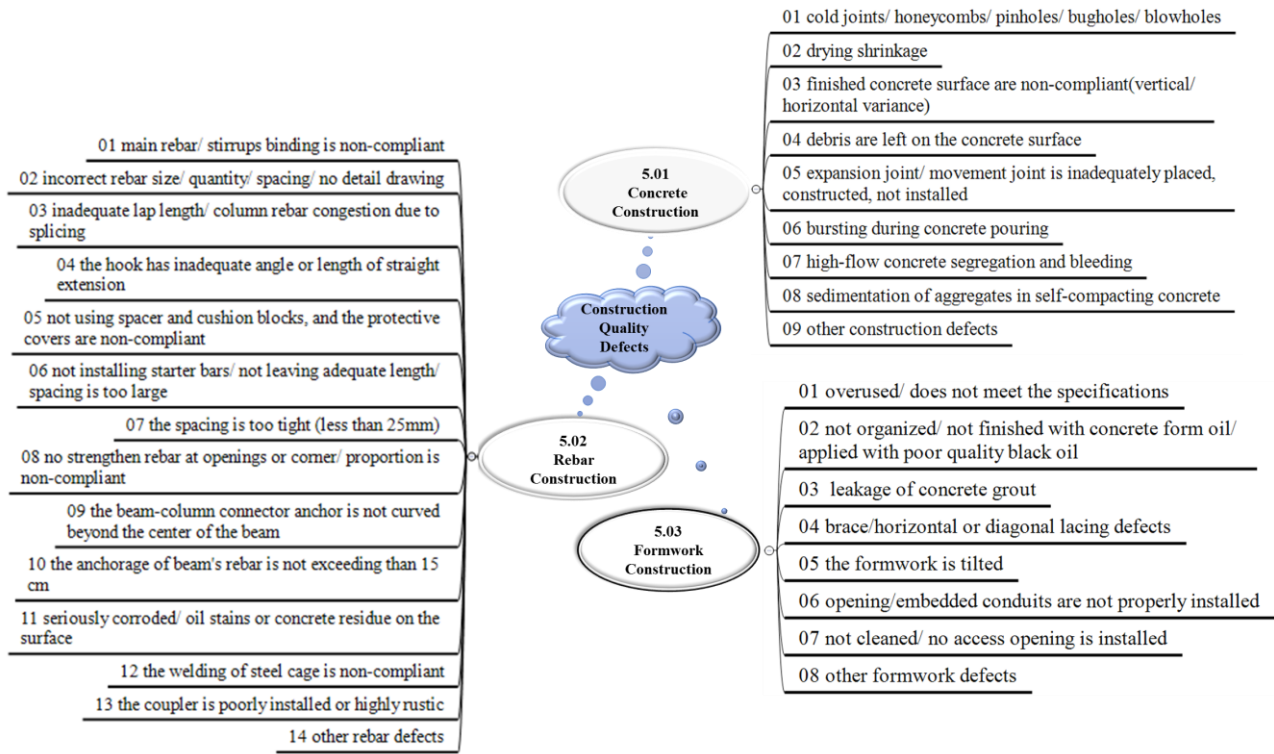 Construction
Quality
Defects
5.01
Concrete
Construction
01 cold joints/ honeycombs/ pinholes/ bugholes/ blowholes
02 drying shrinkage
03 finished concrete surface are non-compliant(vertical/
horizontal variance)
04 debris are left on the concrete surface
05 expansion joint/ movement joint is inadequately placed,
constructed, not installed
06 bursting during concrete pouring
07 high-flow concrete segregation and bleeding
08 sedimentation of aggregates in self-compacting concrete
09 other construction defects
5.02
Rebar
Construction
01 main rebar/ stirrups binding is non-compliant
02 incorrect rebar size/ quantity/ spacing/ no detail drawing
03 inadequate lap length/ column rebar congestion due to
splicing
04 the hook has inadequate angle or length of straight
extension
05 not using spacer and cushion blocks, and the protective
covers are non-compliant
06 not installing starter bars/ not leaving adequate length/
spacing is too large
07 the spacing is too tight (less than 25mm)
08 no strengthen rebar at openings or corner/ proportion is
non-compliant
09 the beam-column connector anchor is not curved
beyond the center of the beam
10 the anchorage of beam's rebar is not exceeding than 15
cm
11 seriously corroded/ oil stains or concrete residue on the
surface
12 the welding of steel cage is non-compliant
13 the coupler is poorly installed or highly rustic
14 other rebar defects
5.03
Formwork
Construction
01 overused/ does not meet the specifications
02 not organized/ not finished with concrete form oil/
applied with poor quality black oil
03 leakage of concrete grout
04 brace/horizontal or diagonal lacing defects
05 the formwork is tilted
06 opening/embedded conduits are not properly installed
07 not cleaned/ no access opening is installed
08 other formwork defects